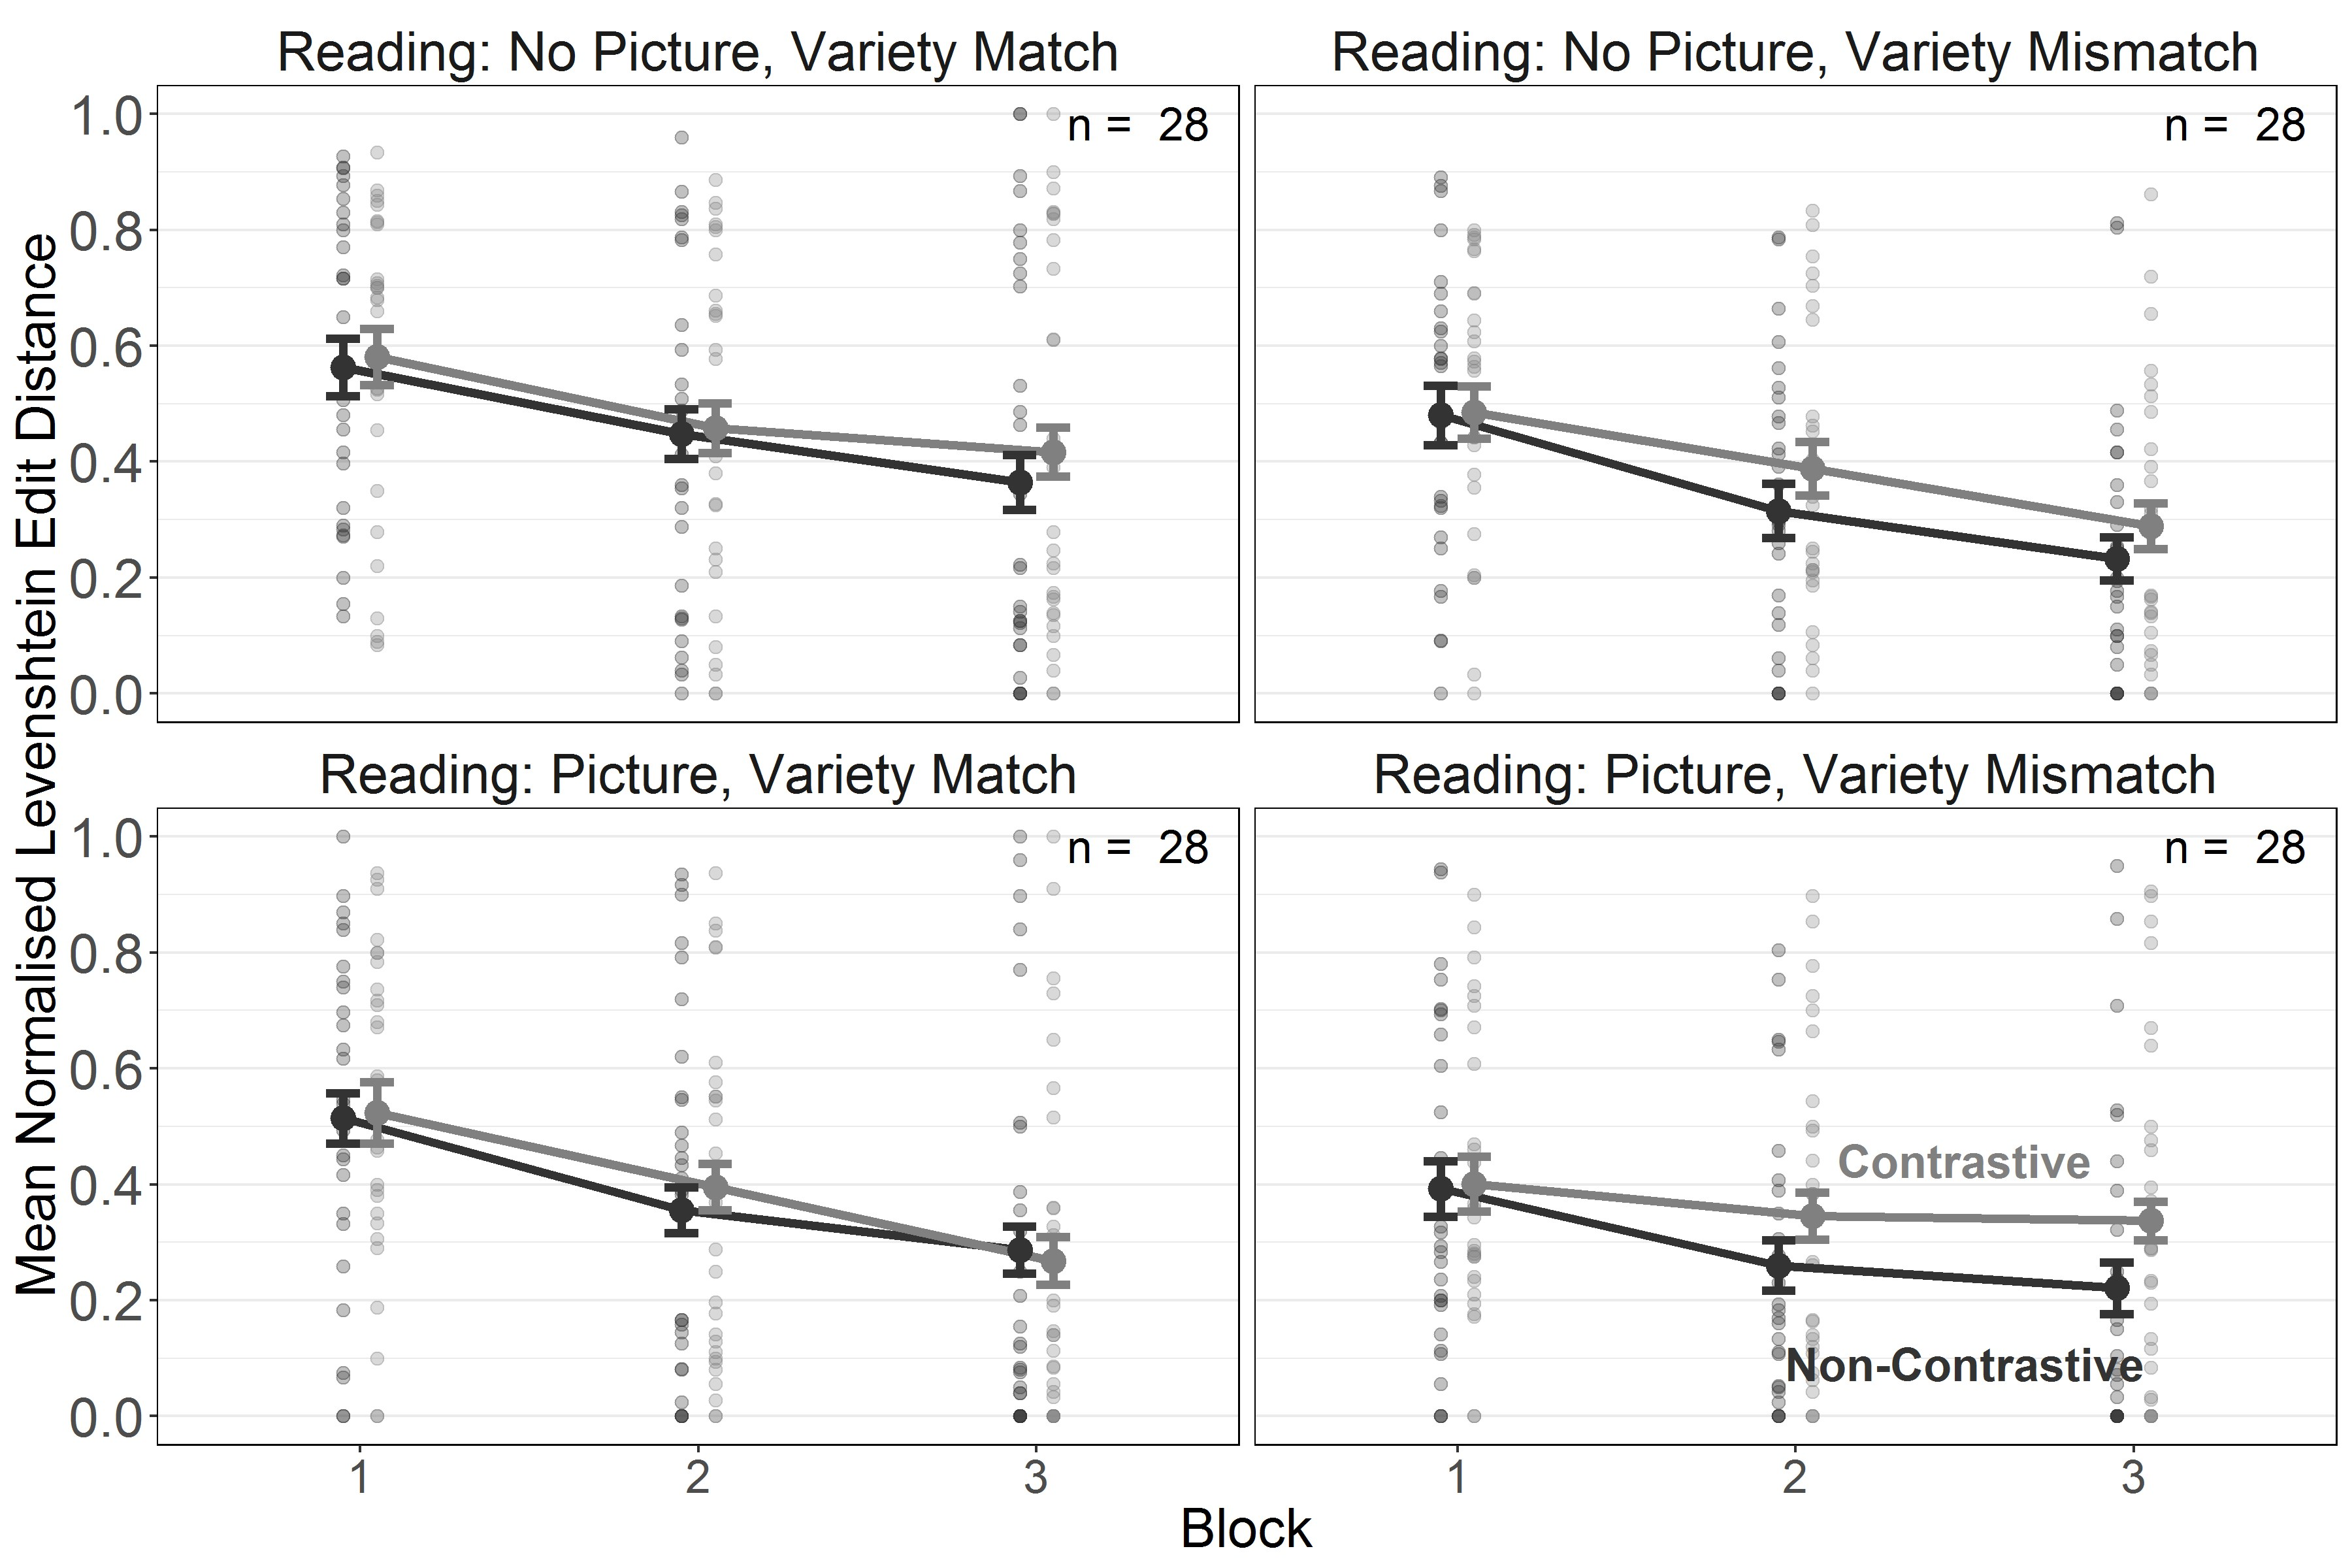 Reading: No Picture, Variety Match
Reading: No Picture, Variety Mismatch
n = 28
n = 28
1.0
0.8
0.6
0.4
0.2
0.0
Mean Normalised Levenshtein Edit Distance
Reading: Picture, Variety Match
Reading: Picture, Variety Mismatch
n = 28
n = 28
1.0
0.8
0.6
0.4
0.2
0.0
Contrastive
Non-Contrastive
1 2 3
1 2 3
Block